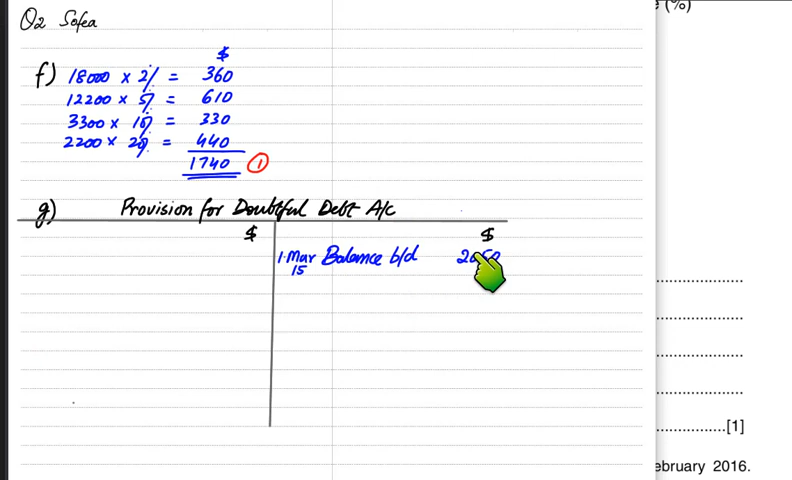 Q2 Sofea
e (%)
$
f) 18000 x 2% = 360
12200 x 5% = 610
3300 x 10% = 330
2200 x 20% = 440
1740 ①
g) Provision for Doubtful Debt A/c
$ $
1 Mar Balance b/d
15
..................[1]
ebruary 2016.